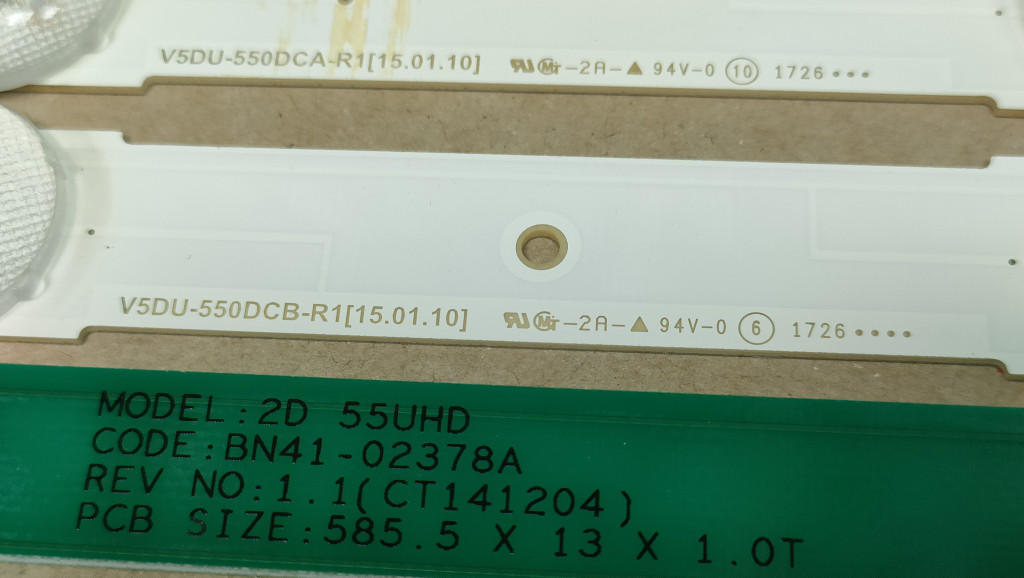 V5DU-550DCA-R1[15.01.10] MT-2A-▲ 94V-0 10 1726•••
V5DU-550DCB-R1[15.01.10] MT-2A-▲ 94V-0 6 1726••••
MODEL:2D 55UHD
CODE:BN41-02378A
REV NO:1.1(CT141204)
PCB SIZE:585.5 X 13 X 1.0T